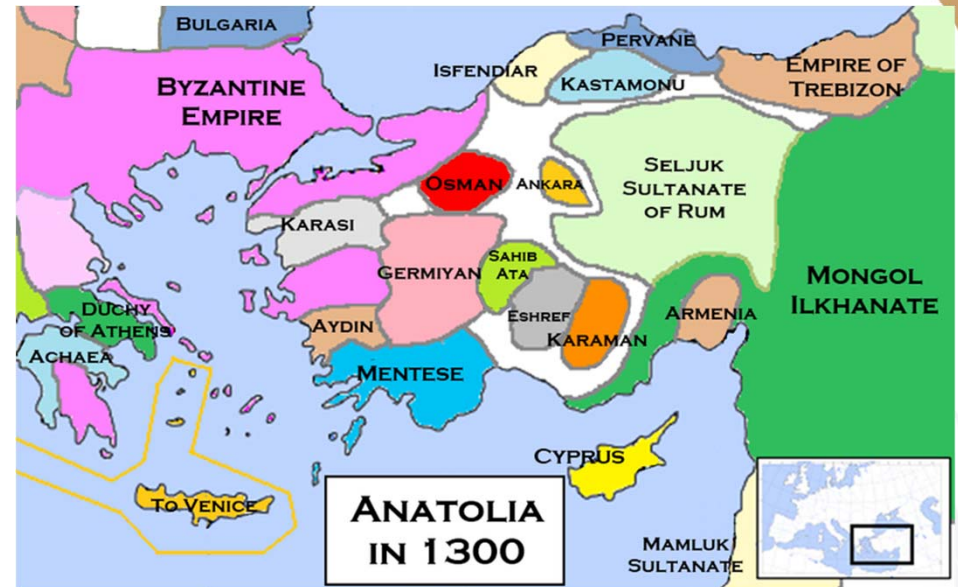 BULGARIA
PERVANE
ISFENDIAR
EMPIRE OF
TREBIZON
BYZANTINE
EMPIRE
KASTAMONU
OSMAN
ANKARA
SELJUK
SULTANATE
OF RUM
KARASI
GERMIYAN
SAHIB
ATA
MONGOL
ILKHANATE
DUCHY
OF ATHENS
ACHAEA
AYDIN
ESHREF
KARAMAN
ARMENIA
MENTESE
CYPRUS
TO VENICE
ANATOLIA
IN 1300
MAMLUK
SULTANATE